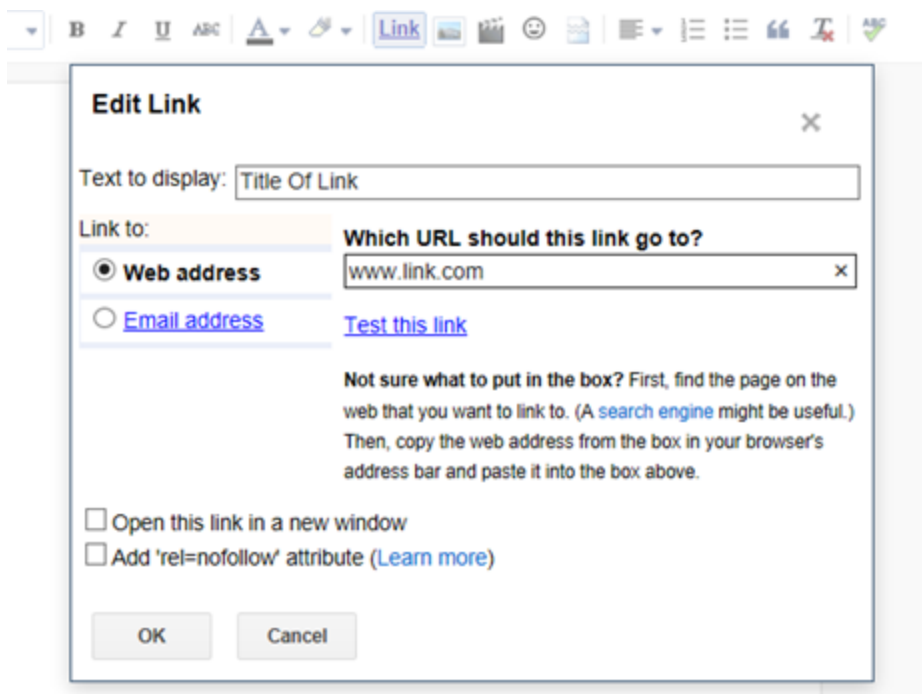 B I U ABC A Link ABC
Edit Link
Text to display: Title Of Link
Link to:
Which URL should this link go to?
Web address
www.link.com
Email address
Test this link
Not sure what to put in the box? First, find the page on the
web that you want to link to. (A search engine might be useful.)
Then, copy the web address from the box in your browser's
address bar and paste it into the box above.
Open this link in a new window
Add 'rel=nofollow' attribute (Learn more)
OK Cancel